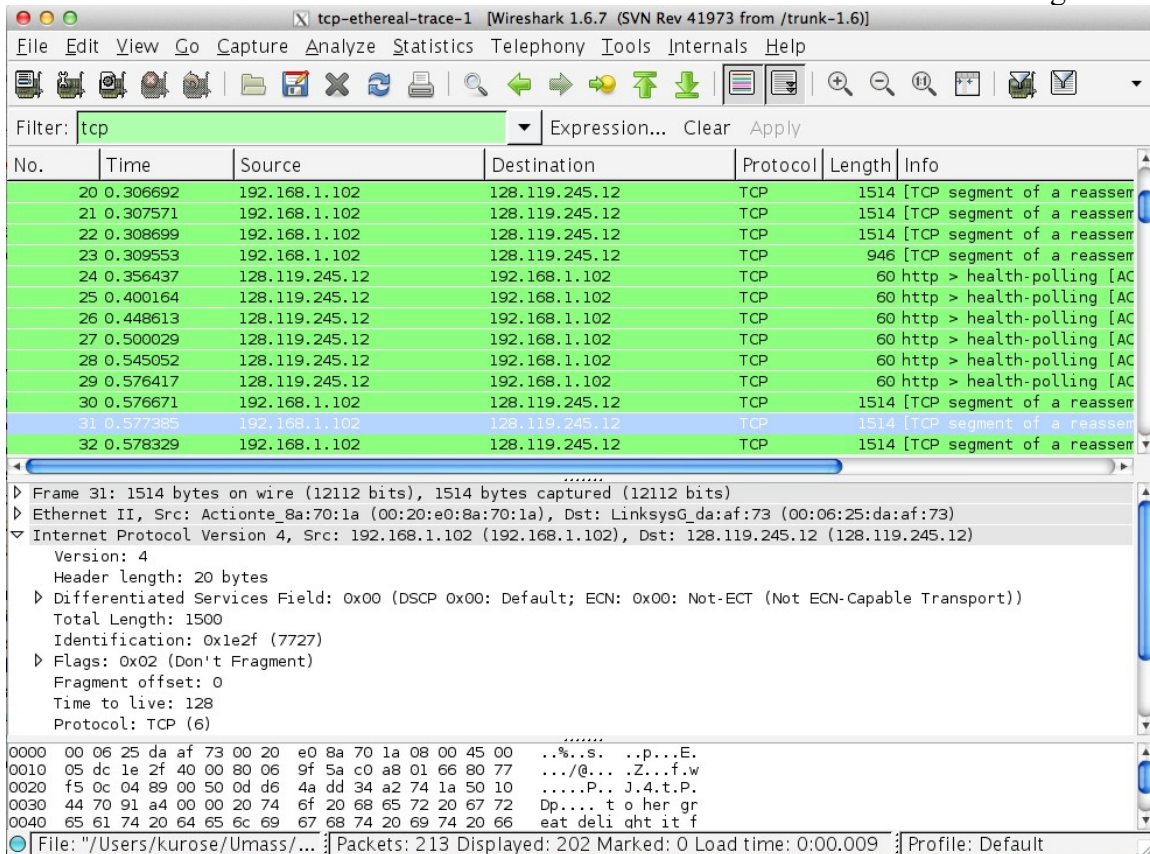 tcp-ethereal-trace-1 [Wireshark 1.6.7 (SVN Rev 41973 from /trunk-1.6)]
File Edit View Go Capture Analyze Statistics Telephony Tools Internals Help
Filter: tcp Expression... Clear Apply
No. Time Source Destination Protocol Length Info
20 0.306692 192.168.1.102 128.119.245.12 TCP 1514 [TCP segment of a reassem
21 0.307571 192.168.1.102 128.119.245.12 TCP 1514 [TCP segment of a reassem
22 0.308699 192.168.1.102 128.119.245.12 TCP 1514 [TCP segment of a reassem
23 0.309553 192.168.1.102 128.119.245.12 TCP 946 [TCP segment of a reassem
24 0.356437 128.119.245.12 192.168.1.102 TCP 60 http > health-polling [AC
25 0.400164 128.119.245.12 192.168.1.102 TCP 60 http > health-polling [AC
26 0.448613 128.119.245.12 192.168.1.102 TCP 60 http > health-polling [AC
27 0.500029 128.119.245.12 192.168.1.102 TCP 60 http > health-polling [AC
28 0.545052 128.119.245.12 192.168.1.102 TCP 60 http > health-polling [AC
29 0.576417 128.119.245.12 192.168.1.102 TCP 60 http > health-polling [AC
30 0.576671 192.168.1.102 128.119.245.12 TCP 1514 [TCP segment of a reassem
31 0.577385 192.168.1.102 128.119.245.12 TCP 1514 [TCP segment of a reassem
32 0.578329 192.168.1.102 128.119.245.12 TCP 1514 [TCP segment of a reassem
Frame 31: 1514 bytes on wire (12112 bits), 1514 bytes captured (12112 bits)
Ethernet II, Src: Actionte_8a:70:1a (00:20:e0:8a:70:1a), Dst: LinksysG_da:af:73 (00:06:25:da:af:73)
Internet Protocol Version 4, Src: 192.168.1.102 (192.168.1.102), Dst: 128.119.245.12 (128.119.245.12)
Version: 4
Header length: 20 bytes
Differentiated Services Field: 0x00 (DSCP 0x00: Default; ECN: 0x00: Not-ECT (Not ECN-Capable Transport))
Total Length: 1500
Identification: 0x1e2f (7727)
Flags: 0x02 (Don't Fragment)
Fragment offset: 0
Time to live: 128
Protocol: TCP (6)
0000 00 06 25 da af 73 00 20 e0 8a 70 1a 08 00 45 00 ..%..s. ..p...E.
0010 05 dc 1e 2f 40 00 80 06 9f 5a c0 a8 01 66 80 77 .../@... .Z...f.w
0020 f5 0c 04 89 00 50 0d d6 4a dd 34 a2 74 1a 50 10 .....P.. J.4.t.P.
0030 44 70 91 a4 00 00 20 74 6f 20 68 65 72 20 67 72 Dp.... t o her gr
0040 65 61 74 20 64 65 6c 69 67 68 74 20 69 74 20 66 eat deli ght it f
File: "/Users/kurose/Umass/... Packets: 213 Displayed: 202 Marked: 0 Load time: 0:00.009 Profile: Default